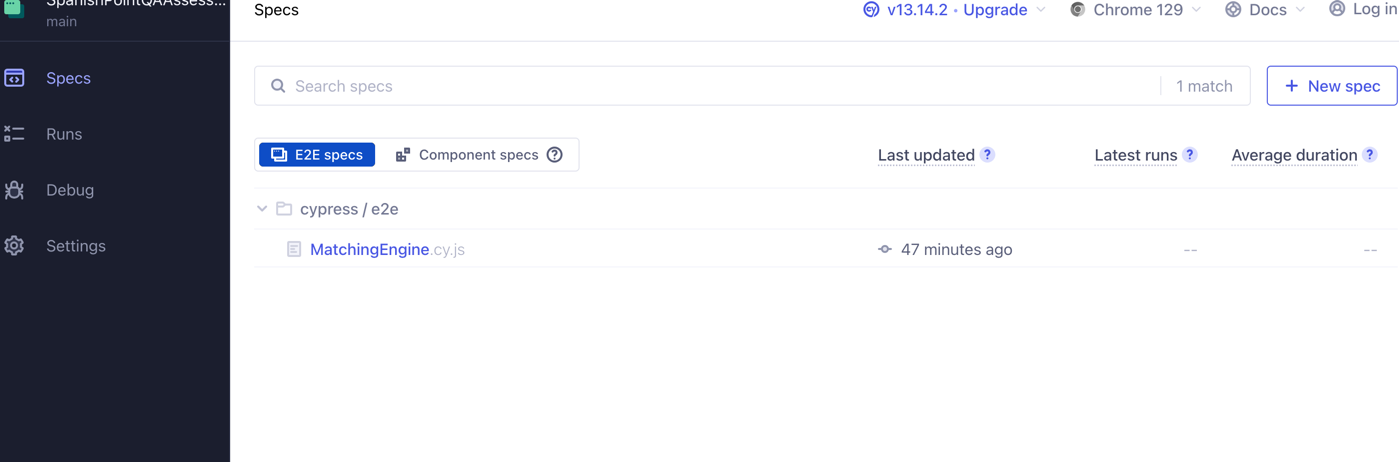 SpanishPointQAAssess...
main
Specs
v13.14.2 • Upgrade
Chrome 129
Docs
Log in
Specs
Runs
Debug
Settings
Search specs
1 match
+ New spec
E2E specs
Component specs ?
Last updated ?
Latest runs ?
Average duration ?
cypress / e2e
MatchingEngine.cy.js
47 minutes ago
--
--